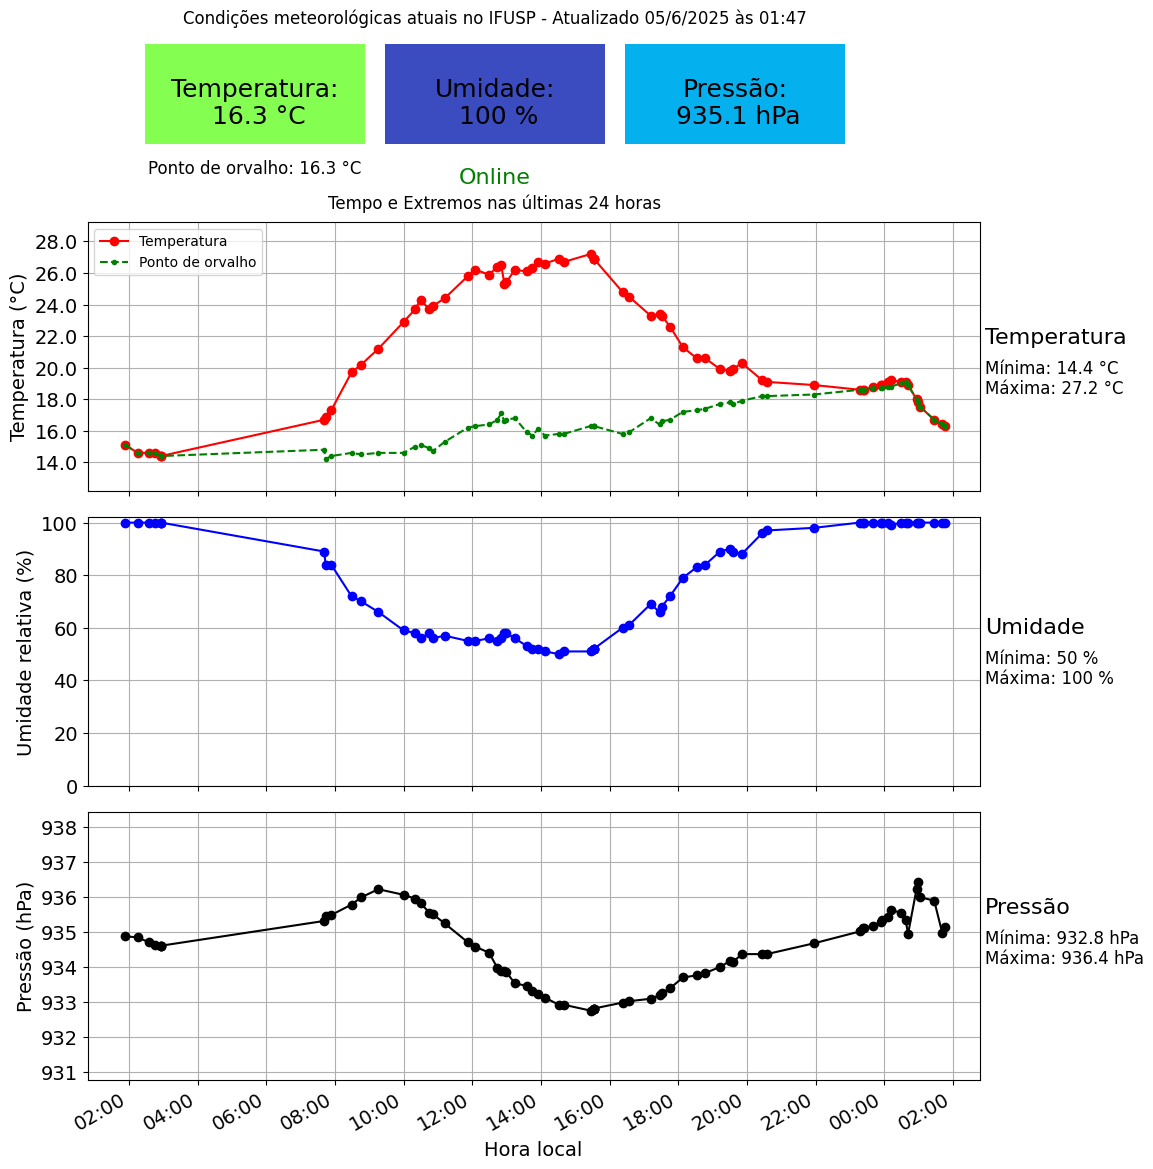 Condições meteorológicas atuais no IFUSP - Atualizado 05/6/2025 às 01:47
Temperatura:
16.3 °C
Umidade:
100 %
Pressão:
935.1 hPa
Ponto de orvalho: 16.3 °C
Online
Tempo e Extremos nas últimas 24 horas
Temperatura
Ponto de orvalho
Temperatura (°C)
28.0
26.0
24.0
22.0
20.0
18.0
16.0
14.0
Temperatura
Mínima: 14.4 °C
Máxima: 27.2 °C
Umidade relativa (%)
100
80
60
40
20
0
Umidade
Mínima: 50 %
Máxima: 100 %
Pressão (hPa)
938
937
936
935
934
933
932
931
Pressão
Mínima: 932.8 hPa
Máxima: 936.4 hPa
02:00
04:00
06:00
08:00
10:00
12:00
14:00
16:00
18:00
20:00
22:00
00:00
02:00
Hora local